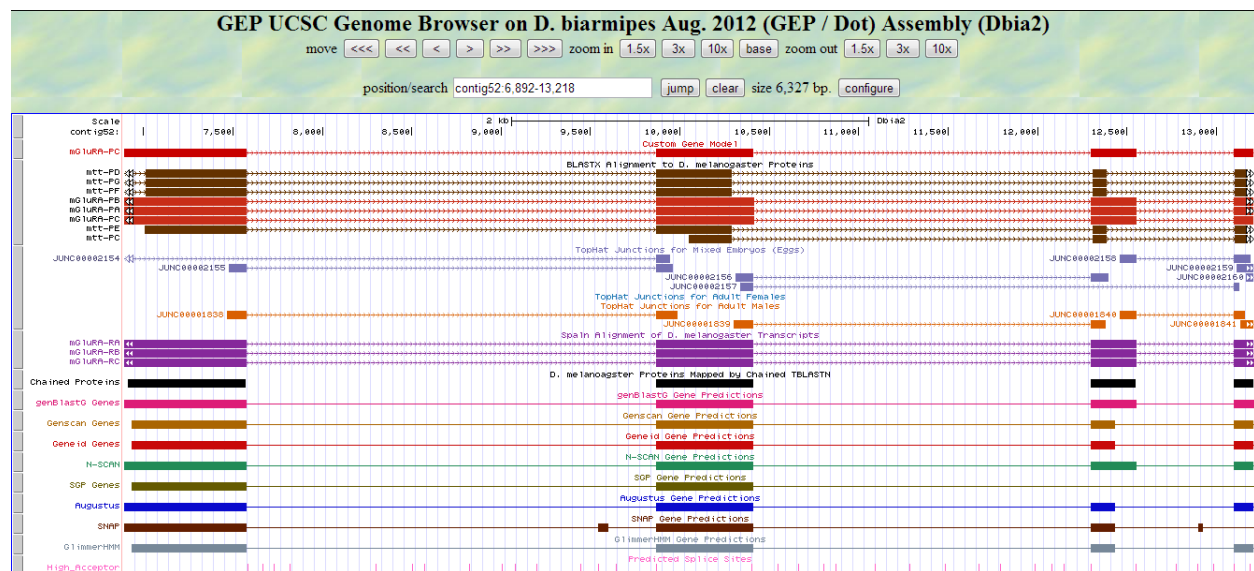 GEP UCSC Genome Browser on D. biarmipes Aug. 2012 (GEP / Dot) Assembly (Dbia2)
move <<< << < > >> >>> zoom in 1.5x 3x 10x base zoom out 1.5x 3x 10x
position/search contig52:6,892-13,218 jump clear size 6,327 bp. configure
Scale 2 kb Dbia2
contig52: 7,500 8,000 8,500 9,000 9,500 10,000 10,500 11,000 11,500 12,000 12,500 13,000
Custom Gene Model
mGluRA-PC
BLASTX Alignment to D. melanogaster Proteins
mtt-PD
mtt-PG
mtt-PF
mGluRA-PB
mGluRA-PA
mGluRA-PC
mtt-PE
mtt-PC
TopHat Junctions for Mixed Embryos (Eggs)
JUNC00002154 JUNC00002158
JUNC00002155 JUNC00002159
JUNC00002156 JUNC00002160
JUNC00002157
TopHat Junctions for Adult Females
TopHat Junctions for Adult Males
JUNC00001838 JUNC00001840
JUNC00001839 JUNC00001841
Spaln Alignment of D. melanogaster Transcripts
mGluRA-RA
mGluRA-RB
mGluRA-RC
D. melanoagster Proteins Mapped by Chained TBLASTN
Chained Proteins
genBlastG Gene Predictions
genBlastG Genes
Genscan Gene Predictions
Genscan Genes
Geneid Gene Predictions
Geneid Genes
N-SCAN Gene Predictions
N-SCAN
SGP Gene Predictions
SGP Genes
Augustus Gene Predictions
Augustus
SNAP Gene Predictions
SNAP
GlimmerHMM Gene Predictions
GlimmerHMM
Predicted Splice Sites
High_Acceptor